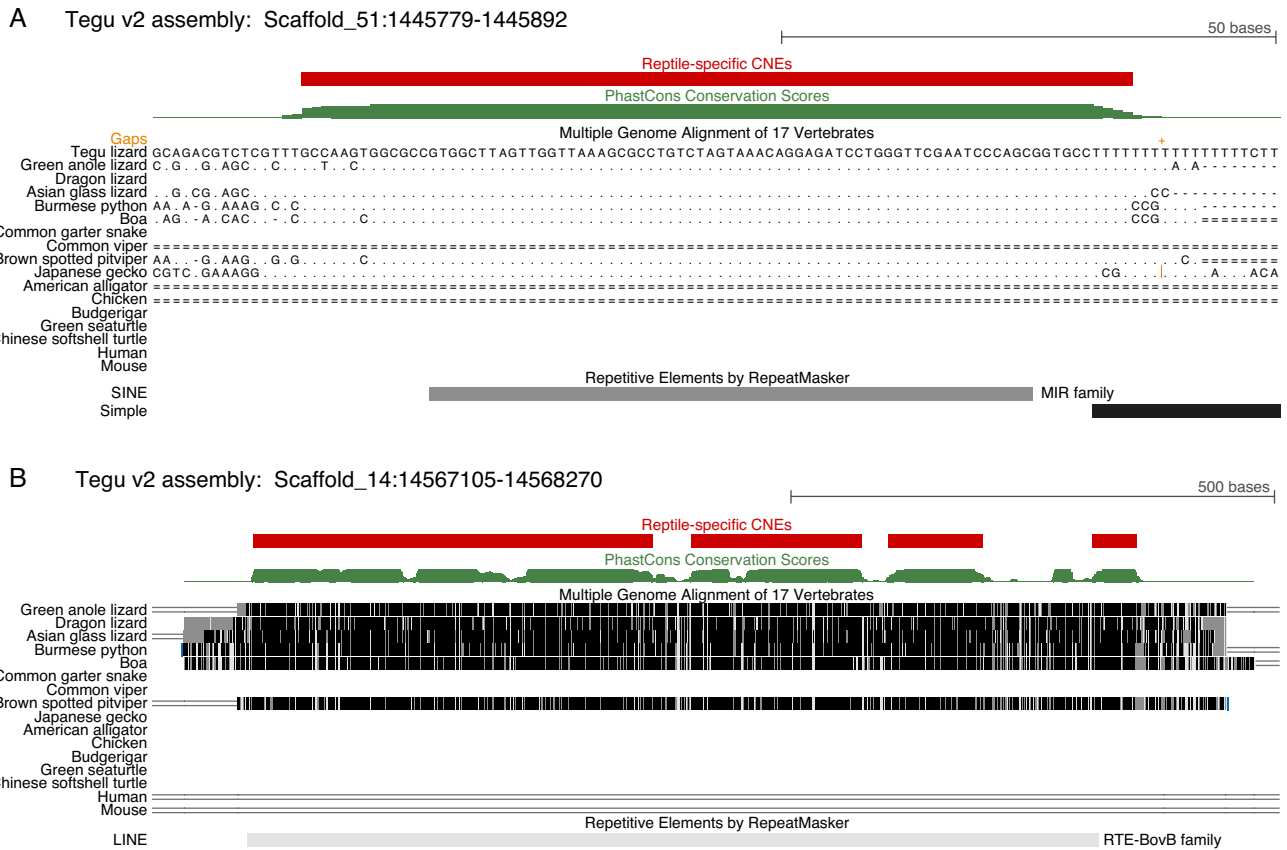 A Tegu v2 assembly: Scaffold_51:1445779-1445892
50 bases
Reptile-specific CNEs
PhastCons Conservation Scores
Multiple Genome Alignment of 17 Vertebrates
Gaps +
Tegu lizard GCAGACGTCTCGTTTGCCAAGTGGCGCCGTGGCTTAGTTGGTTAAAGCGCCTGTCTAGTAAACAGGAGATCCTGGGTTCGAATCCCAGCGGTGCCTTTTTTTTTTTTTTTTCTT
Green anole lizard
Dragon lizard
Asian glass lizard
Burmese python
Boa
Common garter snake
Common viper
Brown spotted pitviper
Japanese gecko
American alligator
Chicken
Budgerigar
Green seaturtle
Chinese softshell turtle
Human
Mouse
Repetitive Elements by RepeatMasker
SINE MIR family
Simple
B Tegu v2 assembly: Scaffold_14:14567105-14568270
500 bases
Reptile-specific CNEs
PhastCons Conservation Scores
Multiple Genome Alignment of 17 Vertebrates
Green anole lizard
Dragon lizard
Asian glass lizard
Burmese python
Boa
Common garter snake
Common viper
Brown spotted pitviper
Japanese gecko
American alligator
Chicken
Budgerigar
Green seaturtle
Chinese softshell turtle
Human
Mouse
Repetitive Elements by RepeatMasker
LINE RTE-BovB family